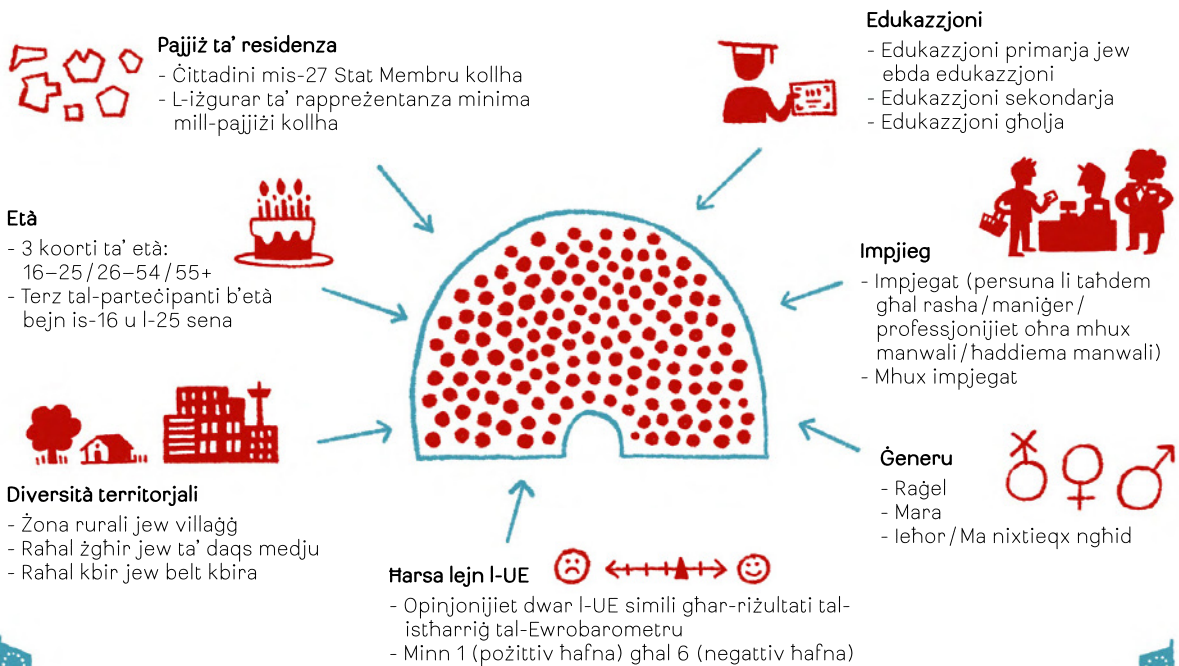 Pajjiż ta’ residenza
- Ċittadini mis-27 Stat Membru kollha
- L-iżgurar ta’ rappreżentanza minima
mill-pajjiżi kollha
Età
- 3 koorti ta’ età:
16–25/26–54/55+
- Terz tal-parteċipanti b’età
bejn is-16 u l-25 sena
Diversità territorjali
- Żona rurali jew villaġġ
- Raħal żgħir jew ta’ daqs medju
- Raħal kbir jew belt kbira
Ħarsa lejn l-UE
- Opinjonijiet dwar l-UE simili għar-riżultati tal-
istħarriġ tal-Ewrobarometru
- Minn 1 (pożittiv ħafna) għal 6 (negattiv ħafna)
Edukazzjoni
- Edukazzjoni primarja jew
ebda edukazzjoni
- Edukazzjoni sekondarja
- Edukazzjoni għolja
Impjieg
- Impjegat (persuna li taħdem
għal rasha/maniġer/
professjonijiet oħra mhux
manwali/ħaddiema manwali)
- Mhux impjegat
Ġeneru
- Raġel
- Mara
- Ieħor/Ma nixtieqx ngħid